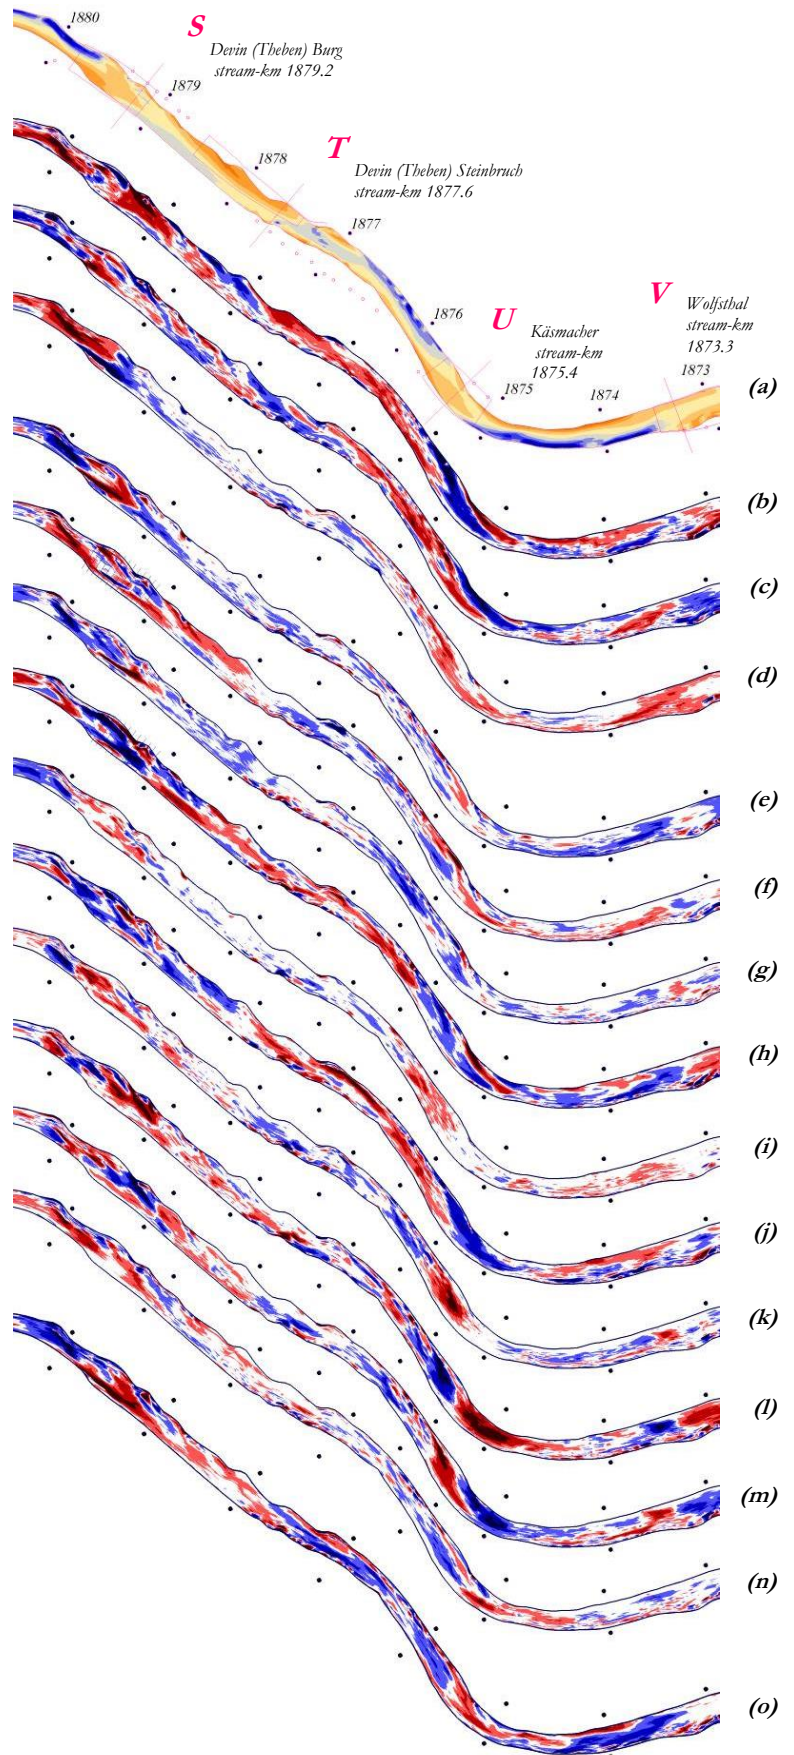 1880
S
Devin (Theben) Burg
stream-km 1879.2
1879
T
1878
Devin (Theben) Steinbruch
stream-km 1877.6
1877
V
Wolfsthal
stream-km
1873.3
1876
U
Käsmacher
stream-km
1875.4
1875
1874
1873
(a)
(b)
(c)
(d)
(e)
(f)
(g)
(h)
(i)
(j)
(k)
(l)
(m)
(n)
(o)